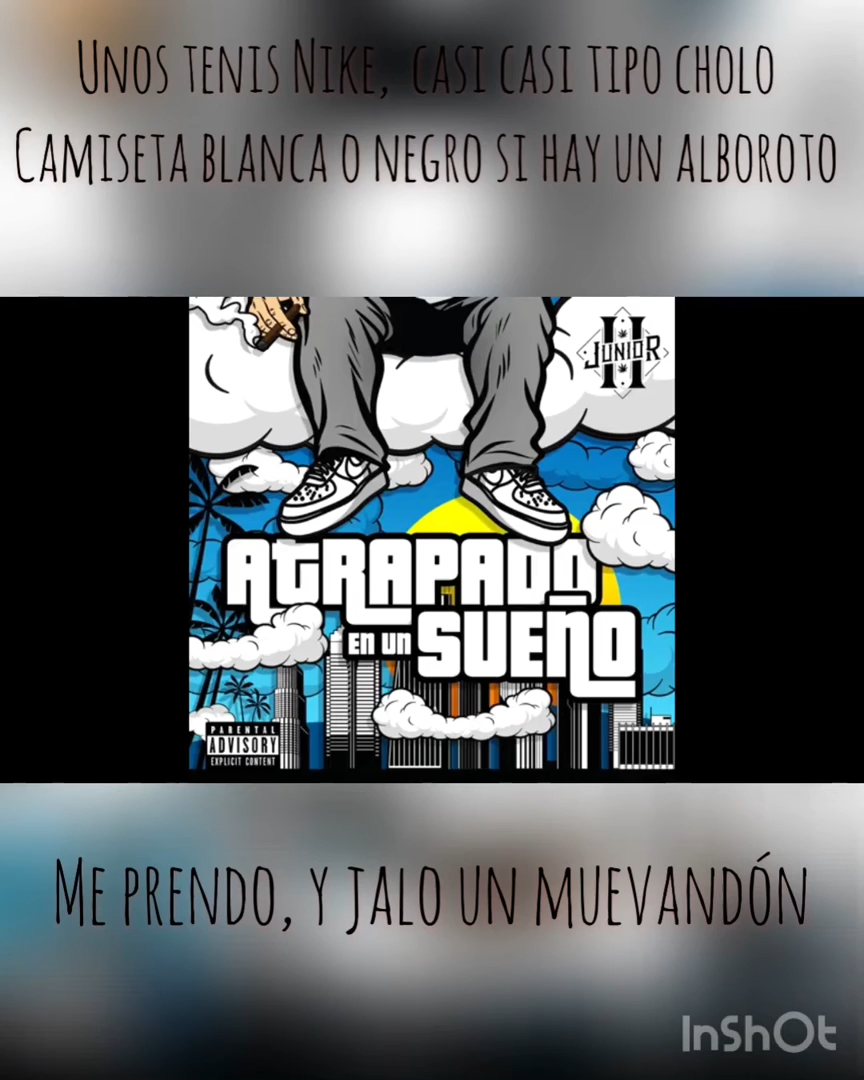 Unos tenis Nike, casi casi tipo cholo
Camiseta blanca o negro si hay un alboroto
JUNIOR H
ATRAPADO
EN UN SUEÑO
PARENTAL
ADVISORY
EXPLICIT CONTENT
Me prendo, y jalo un muevandón
InShOt